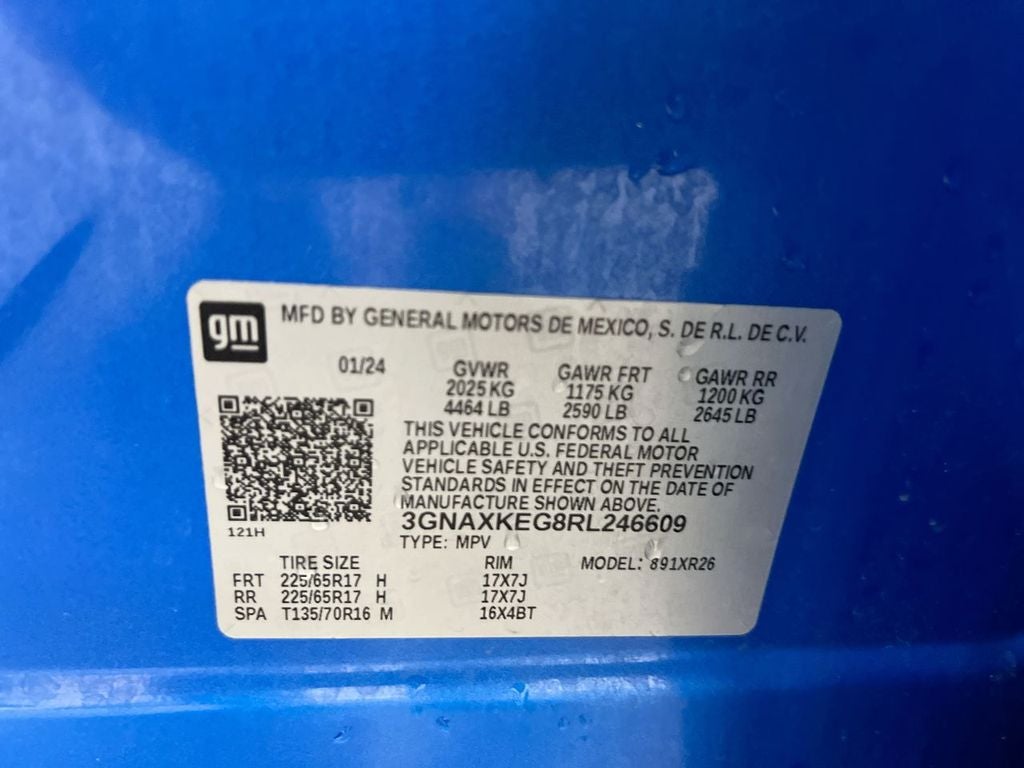 gm
MFD BY GENERAL MOTORS DE MEXICO, S. DE R.L. DE C.V.
01/24 GVWR GAWR FRT GAWR RR
2025 KG 1175 KG 1200 KG
4464 LB 2590 LB 2645 LB
THIS VEHICLE CONFORMS TO ALL
APPLICABLE U.S. FEDERAL MOTOR
VEHICLE SAFETY AND THEFT PREVENTION
STANDARDS IN EFFECT ON THE DATE OF
MANUFACTURE SHOWN ABOVE.
3GNAXKEG8RL246609
121H
TYPE: MPV
TIRE SIZE RIM MODEL: 891XR26
FRT 225/65R17 H 17X7J
RR 225/65R17 H 17X7J
SPA T135/70R16 M 16X4BT